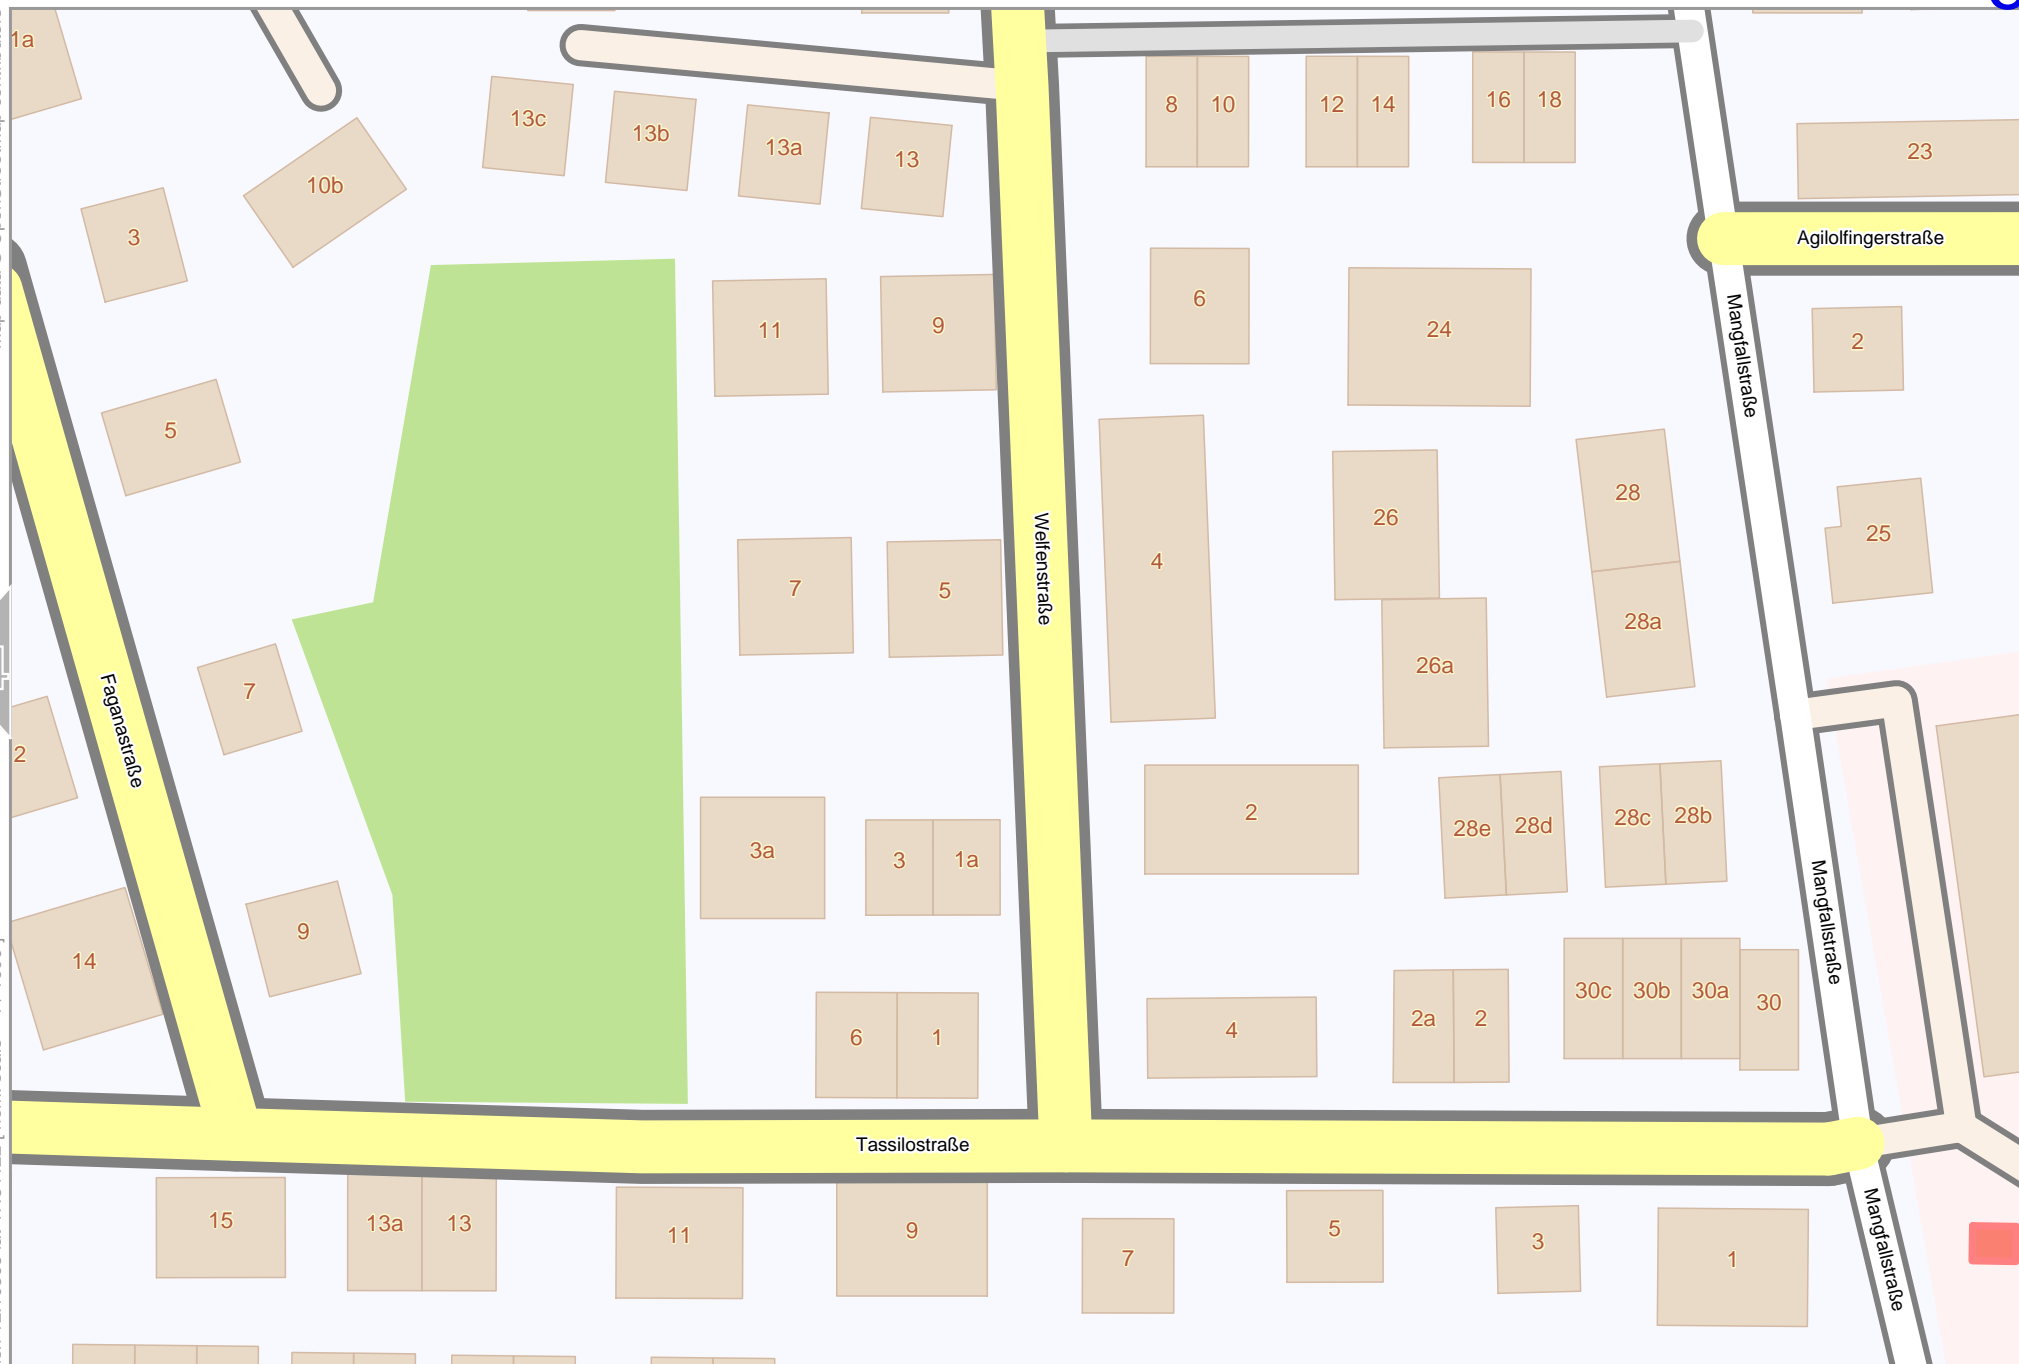 1a
13c
13b
13a
13
8
10
12
14
16
18
23
10b
3
Agilolfingerstraße
6
11
9
24
2
Mangfallstraße
5
4
26
28
25
Welfenstraße
7
5
28a
26a
7
Faganastraße
2
2
3a
3
1a
28e
28d
28c
28b
Mangfallstraße
9
14
6
1
4
2a
2
30c
30b
30a
30
Tassilostraße
15
13a
13
11
9
7
5
3
1
Mangfallstraße